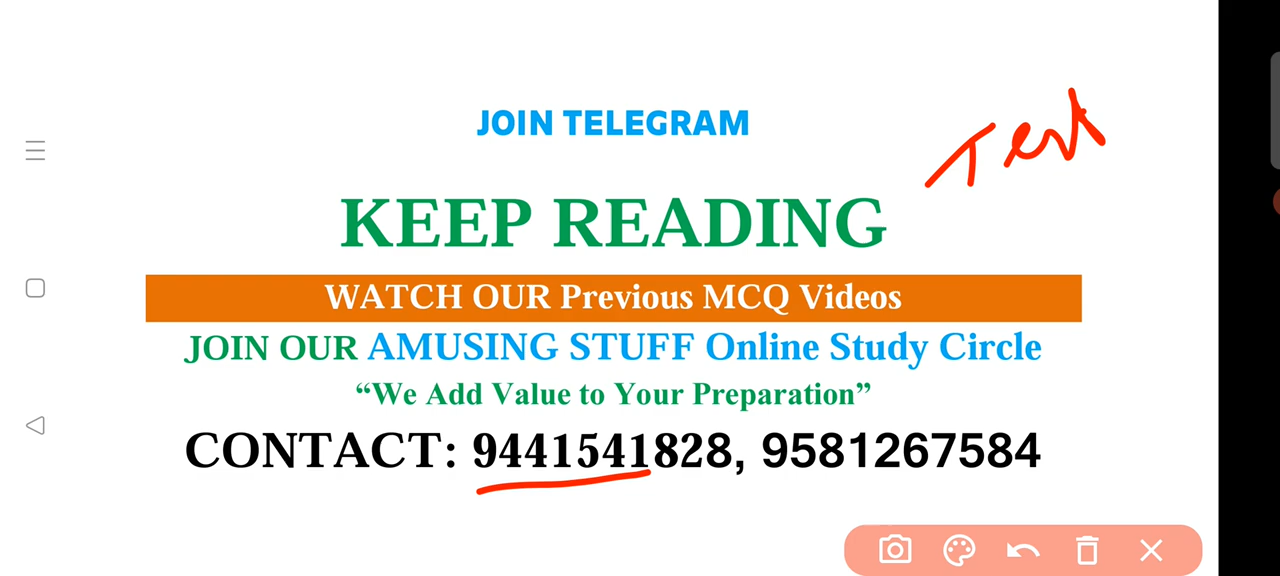 JOIN TELEGRAM
Test
KEEP READING
WATCH OUR Previous MCQ Videos
JOIN OUR AMUSING STUFF Online Study Circle
“We Add Value to Your Preparation”
CONTACT: 9441541828, 9581267584